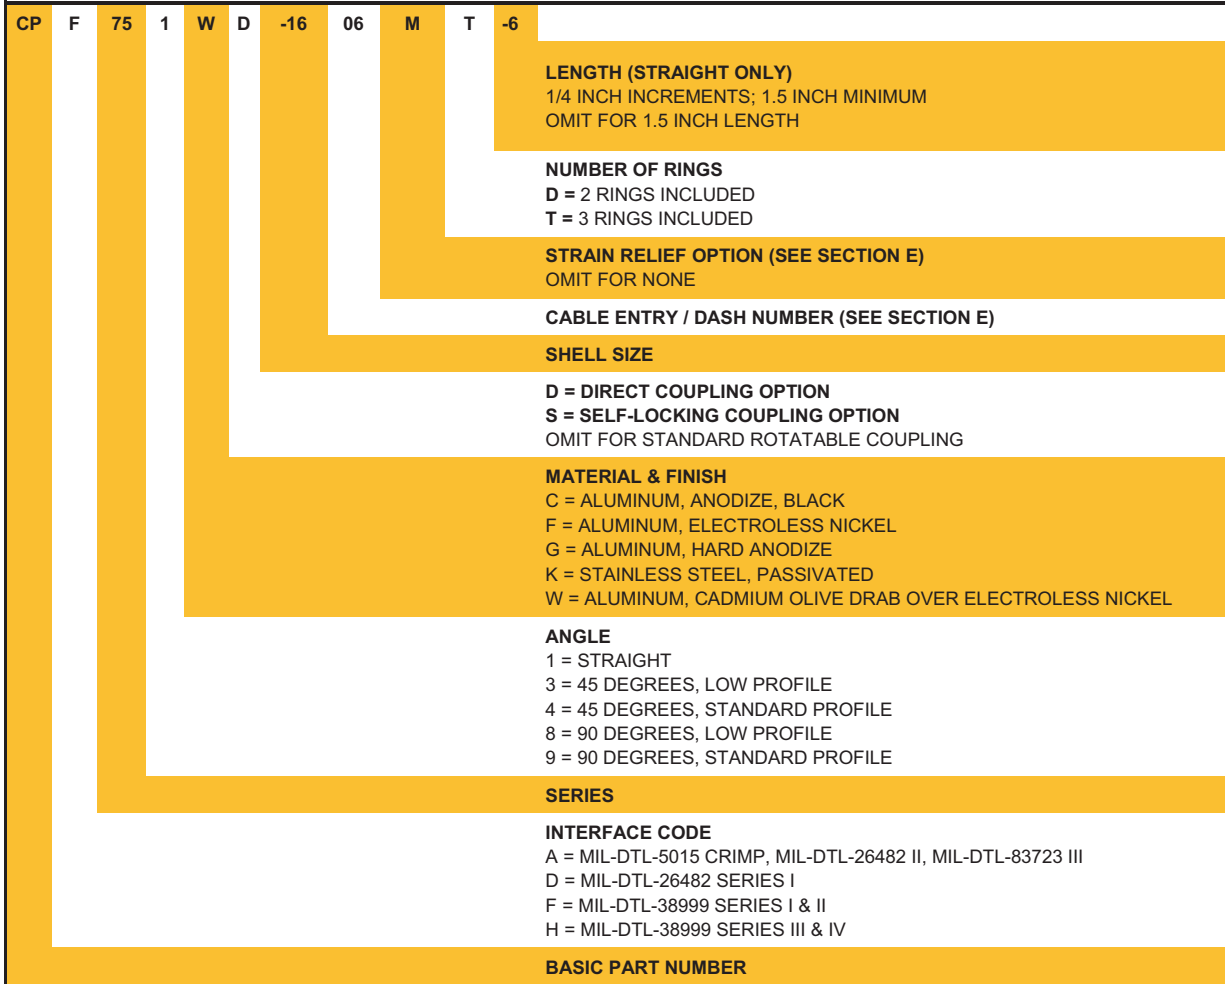 CP F 75 1 W D -16 06 M T -6
LENGTH (STRAIGHT ONLY)
1/4 INCH INCREMENTS; 1.5 INCH MINIMUM
OMIT FOR 1.5 INCH LENGTH
NUMBER OF RINGS
D = 2 RINGS INCLUDED
T = 3 RINGS INCLUDED
STRAIN RELIEF OPTION (SEE SECTION E)
OMIT FOR NONE
CABLE ENTRY / DASH NUMBER (SEE SECTION E)
SHELL SIZE
D = DIRECT COUPLING OPTION
S = SELF-LOCKING COUPLING OPTION
OMIT FOR STANDARD ROTATABLE COUPLING
MATERIAL & FINISH
C = ALUMINUM, ANODIZE, BLACK
F = ALUMINUM, ELECTROLESS NICKEL
G = ALUMINUM, HARD ANODIZE
K = STAINLESS STEEL, PASSIVATED
W = ALUMINUM, CADMIUM OLIVE DRAB OVER ELECTROLESS NICKEL
ANGLE
1 = STRAIGHT
3 = 45 DEGREES, LOW PROFILE
4 = 45 DEGREES, STANDARD PROFILE
8 = 90 DEGREES, LOW PROFILE
9 = 90 DEGREES, STANDARD PROFILE
SERIES
INTERFACE CODE
A = MIL-DTL-5015 CRIMP, MIL-DTL-26482 II, MIL-DTL-83723 III
D = MIL-DTL-26482 SERIES I
F = MIL-DTL-38999 SERIES I & II
H = MIL-DTL-38999 SERIES III & IV
BASIC PART NUMBER